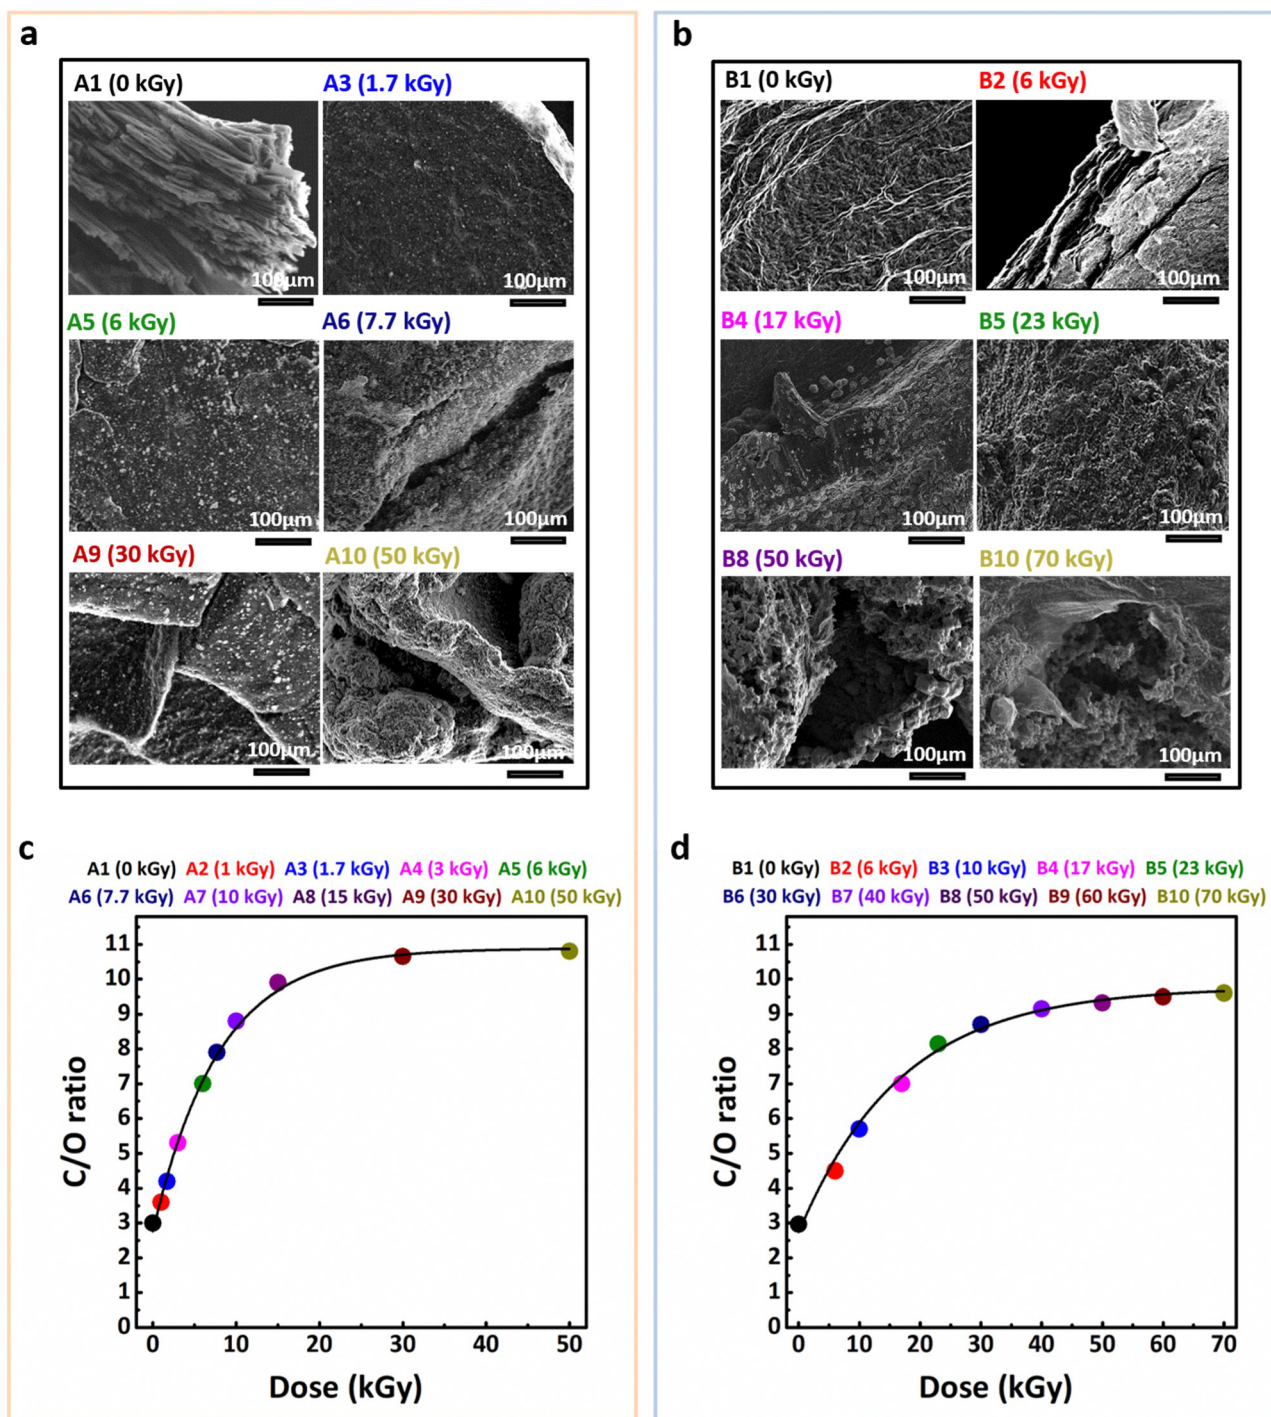 a
A1 (0 kGy) A3 (1.7 kGy)
100μm 100μm
A5 (6 kGy) A6 (7.7 kGy)
100μm 100μm
A9 (30 kGy) A10 (50 kGy)
100μm 100μm
b
B1 (0 kGy) B2 (6 kGy)
100μm 100μm
B4 (17 kGy) B5 (23 kGy)
100μm 100μm
B8 (50 kGy) B10 (70 kGy)
100μm 100μm
c
A1 (0 kGy) A2 (1 kGy) A3 (1.7 kGy) A4 (3 kGy) A5 (6 kGy)
A6 (7.7 kGy) A7 (10 kGy) A8 (15 kGy) A9 (30 kGy) A10 (50 kGy)
C/O ratio
11
10
9
8
7
6
5
4
3
2
1
0
0 10 20 30 40 50
Dose (kGy)
d
B1 (0 kGy) B2 (6 kGy) B3 (10 kGy) B4 (17 kGy) B5 (23 kGy)
B6 (30 kGy) B7 (40 kGy) B8 (50 kGy) B9 (60 kGy) B10 (70 kGy)
C/O ratio
11
10
9
8
7
6
5
4
3
2
1
0
0 10 20 30 40 50 60 70
Dose (kGy)